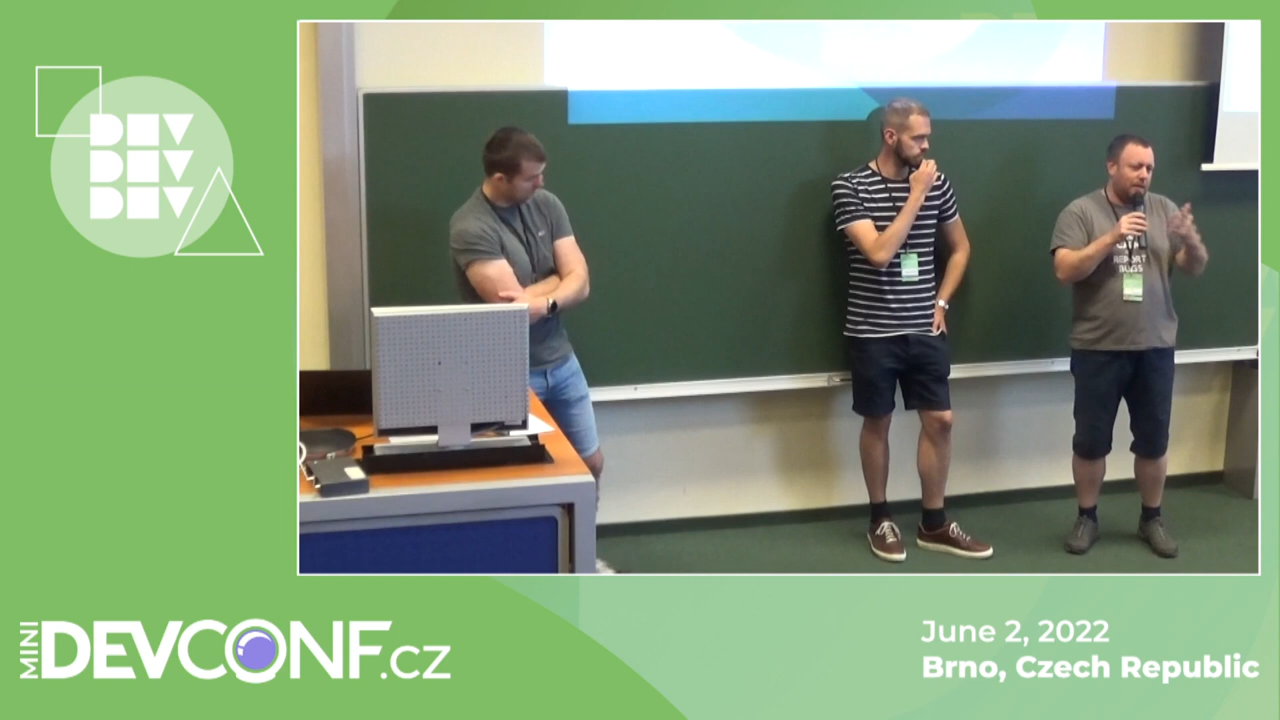 DEV
DEV
DEV
REPORT
BUGS
MINI
DEVCONF.cz
June 2, 2022
Brno, Czech Republic